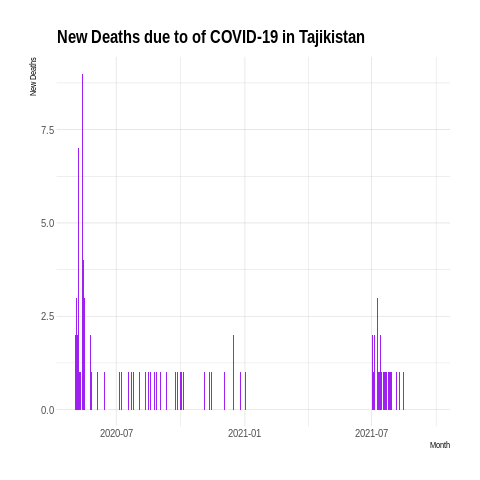 New Deaths due to of COVID-19 in Tajikistan
New Deaths
7.5
5.0
2.5
0.0
2020-07
2021-01
2021-07
Month